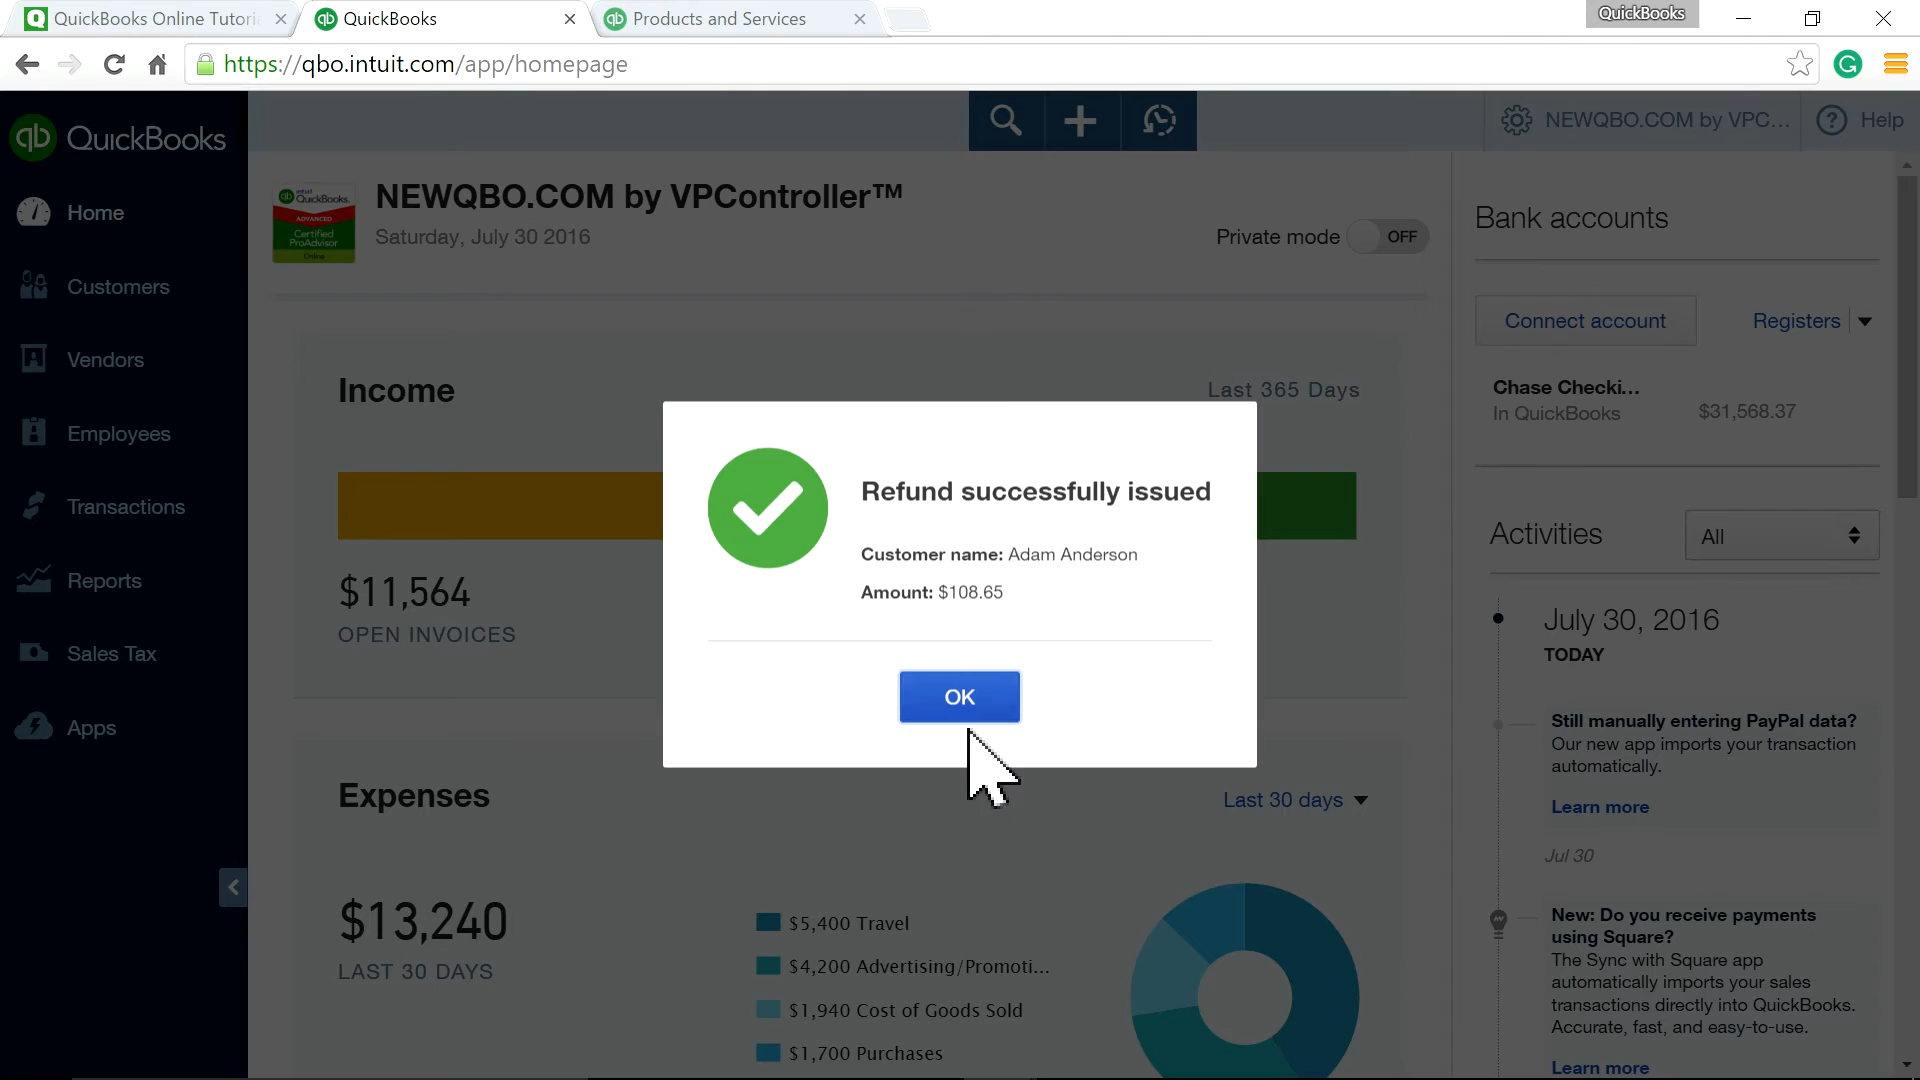 QuickBooks Online Tutori
QuickBooks
Products and Services
QuickBooks
https://qbo.intuit.com/app/homepage
qb QuickBooks
NEWQBO.COM by VPC...
Help
Home
Customers
Vendors
Employees
Transactions
Reports
Sales Tax
Apps
intuit
QuickBooks.
ADVANCED
Certified
ProAdvisor
Online
NEWQBO.COM by VPController™
Saturday, July 30 2016
Private mode OFF
Income
Last 365 Days
$11,564
OPEN INVOICES
Refund successfully issued
Customer name: Adam Anderson
Amount: $108.65
OK
Expenses
Last 30 days
$13,240
LAST 30 DAYS
$5,400 Travel
$4,200 Advertising/Promoti...
$1,940 Cost of Goods Sold
$1,700 Purchases
Bank accounts
Connect account
Registers
Chase Checki...
In QuickBooks
$31,568.37
Activities
All
July 30, 2016
TODAY
Still manually entering PayPal data?
Our new app imports your transaction
automatically.
Learn more
Jul 30
New: Do you receive payments
using Square?
The Sync with Square app
automatically imports your sales
transactions directly into QuickBooks.
Accurate, fast, and easy-to-use.
Learn more